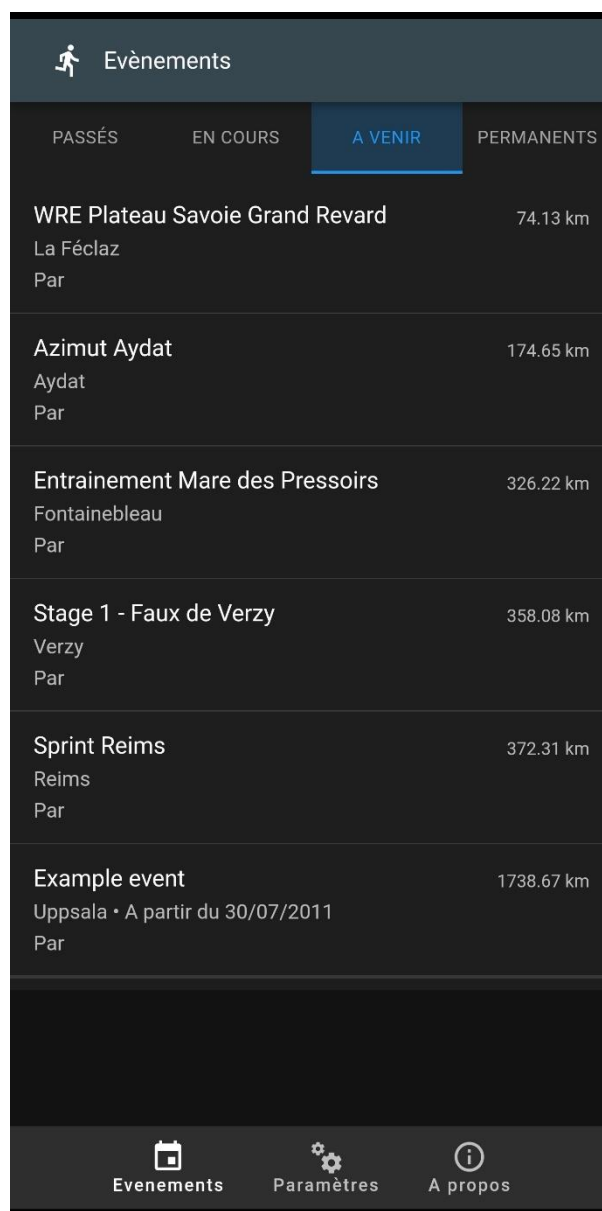 Evènements
PASSÉS EN COURS A VENIR PERMANENTS
WRE Plateau Savoie Grand Revard 74.13 km
La Féclaz
Par
Azimut Aydat 174.65 km
Aydat
Par
Entrainement Mare des Pressoirs 326.22 km
Fontainebleau
Par
Stage 1 - Faux de Verzy 358.08 km
Verzy
Par
Sprint Reims 372.31 km
Reims
Par
Example event 1738.67 km
Uppsala • A partir du 30/07/2011
Par
Evenements Paramètres A propos